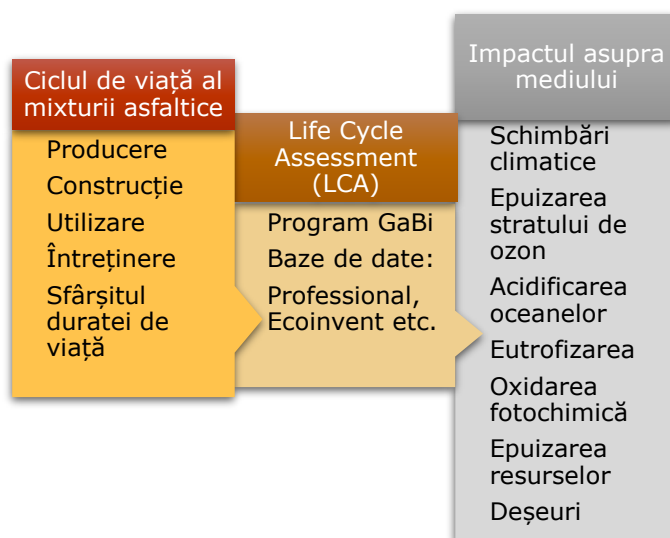 Ciclul de viață al
mixturii asfaltice
Producere
Construcție
Utilizare
Întreținere
Sfârșitul
duratei de
viață
Life Cycle
Assessment
(LCA)
Program GaBi
Baze de date:
Professional,
Ecoinvent etc.
Impactul asupra
mediului
Schimbări
climatice
Epuizarea
stratului de
ozon
Acidificarea
oceanelor
Eutrofizarea
Oxidarea
fotochimică
Epuizarea
resurselor
Deșeuri